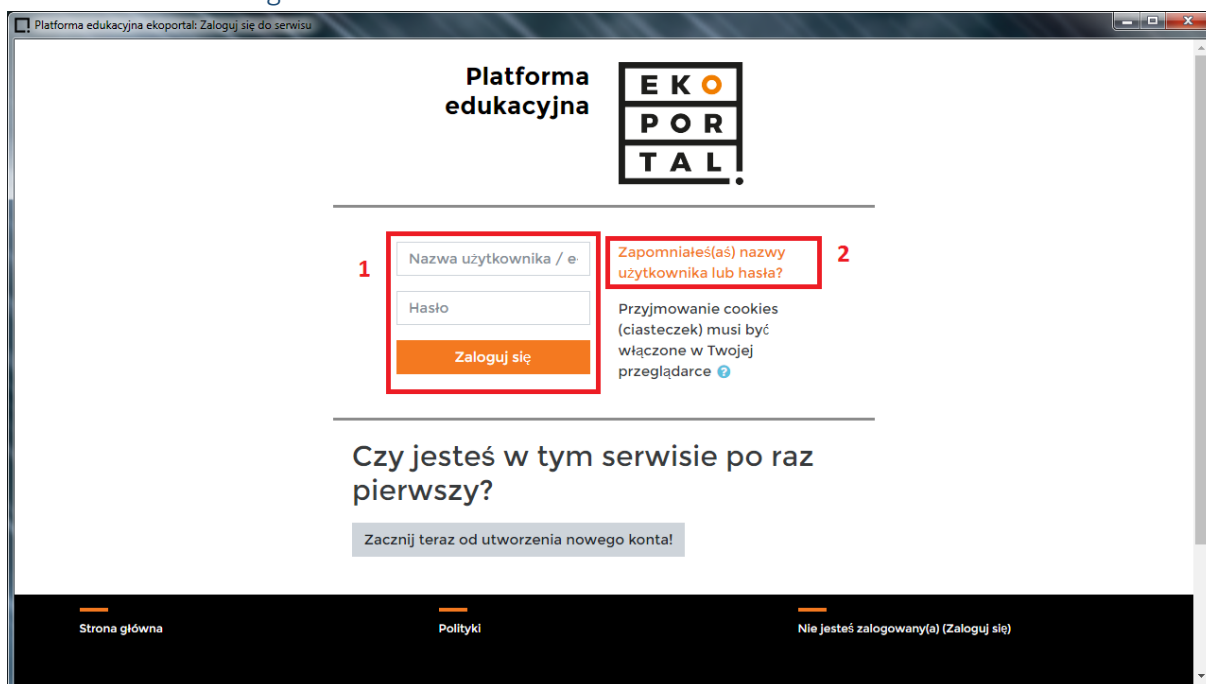 Platforma edukacyjna ekoportal: Zaloguj się do serwisu
Platforma
edukacyjna
EKO
POR
TAL
1
Nazwa użytkownika / e-
Hasło
Zaloguj się
Zapomniałeś(aś) nazwy
użytkownika lub hasła?
2
Przyjmowanie cookies
(ciasteczek) musi być
włączone w Twojej
przeglądarce ?
Czy jesteś w tym serwisie po raz
pierwszy?
Zacznij teraz od utworzenia nowego konta!
Strona główna
Polityki
Nie jesteś zalogowany(a) (Zaloguj się)